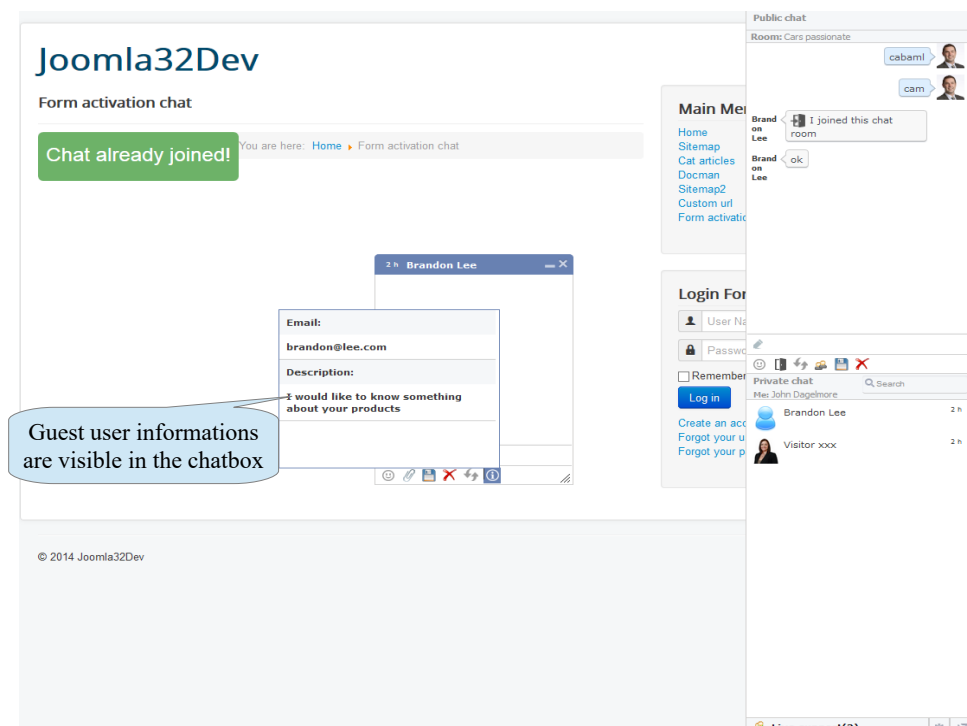 Joomla32Dev
Form activation chat
Chat already joined!
You are here: Home Form activation chat
Main Me
Home
Sitemap
Cat articles
Docman
Sitemap2
Custom url
Form activatio
2 h Brandon Lee
Email:
brandon@lee.com
Description:
I would like to know something
about your products
Guest user informations
are visible in the chatbox
Login For
User Na
Passwo
Remember
Log in
Create an acc
Forgot your u
Forgot your p
© 2014 Joomla32Dev
Public chat
Room: Cars passionate
cabaml
cam
Brand
on
Lee
I joined this chat
room
Brand
on
Lee
ok
Private chat
Search
Me: John Dagelmore
Brandon Lee 2 h
Visitor xxx 2 h